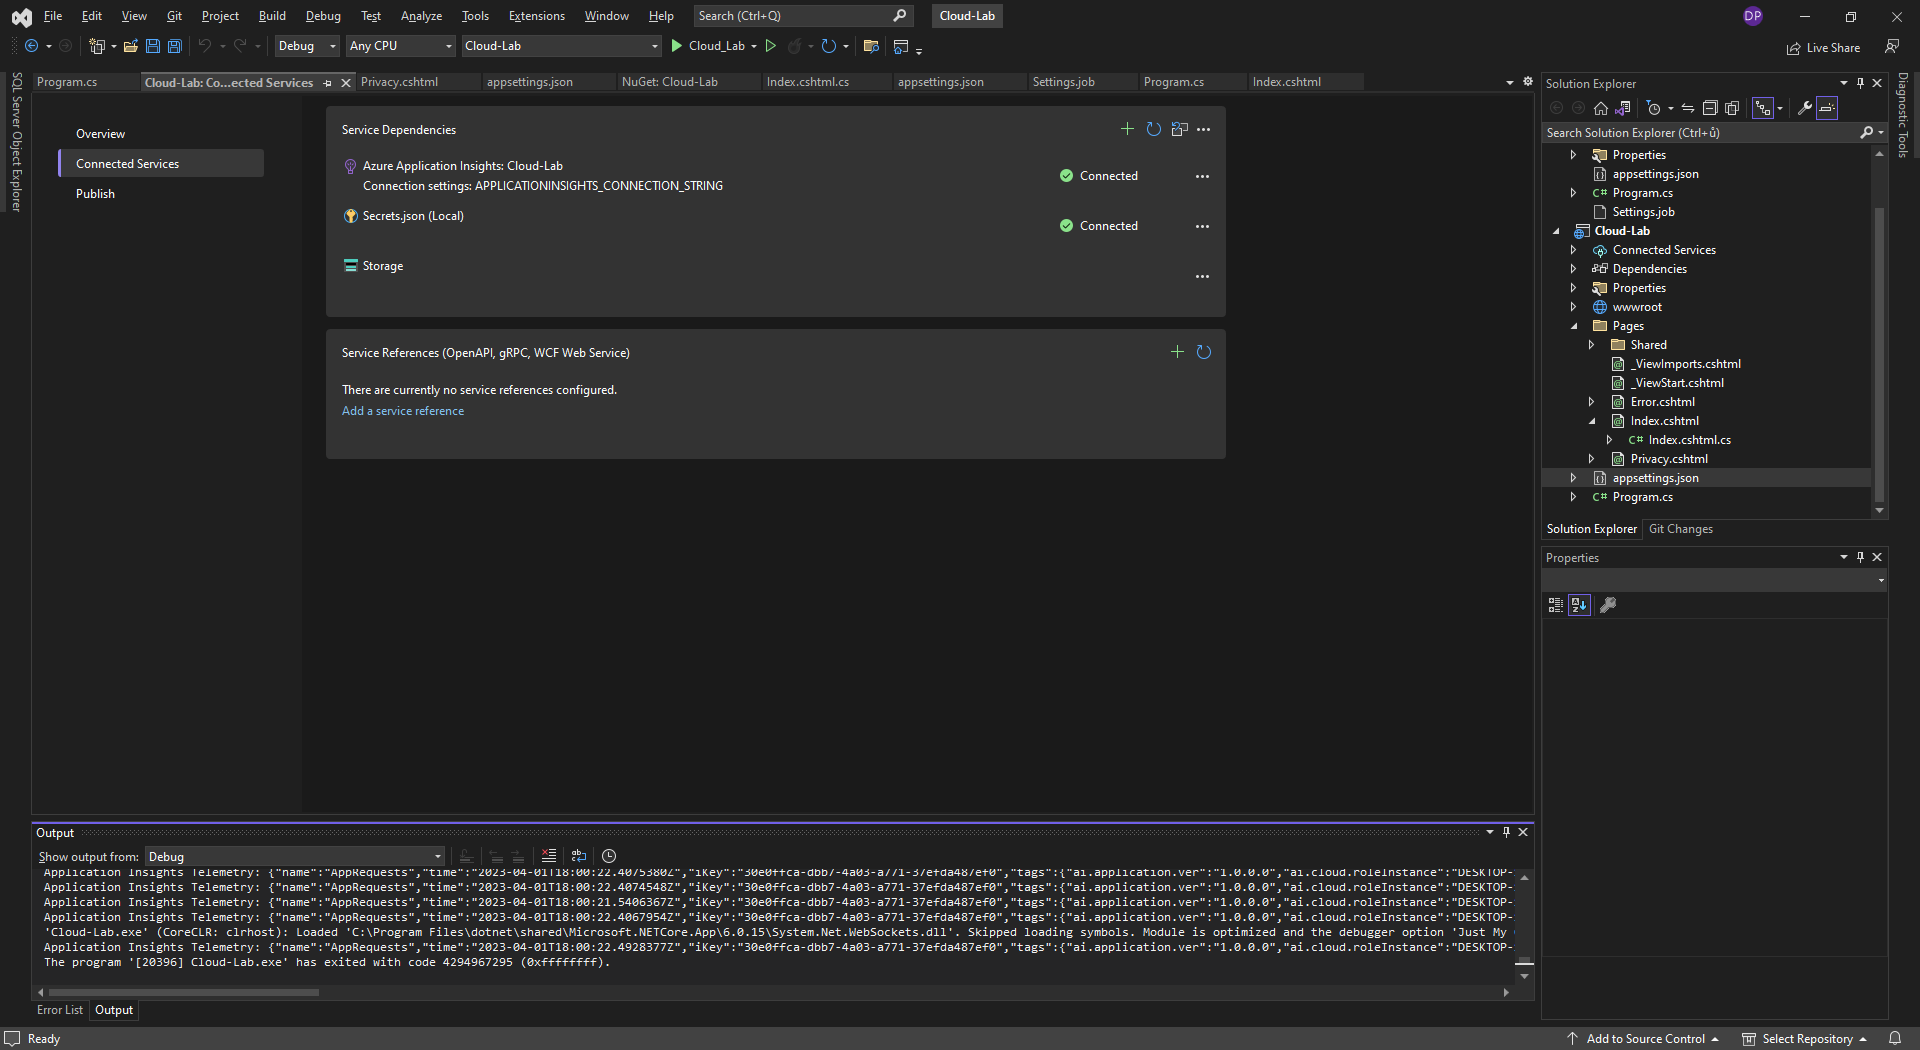 File Edit View Git Project Build Debug Test Analyze Tools Extensions Window Help Search (Ctrl+Q) Cloud-Lab DP
Debug Any CPU Cloud-Lab Cloud_Lab Live Share
SQL Server Object Explorer
Program.cs Cloud-Lab: Co...ected Services Privacy.cshtml appsettings.json NuGet: Cloud-Lab Index.cshtml.cs appsettings.json Settings.job Program.cs Index.cshtml
Overview
Connected Services
Publish
Service Dependencies
Azure Application Insights: Cloud-Lab
Connection settings: APPLICATIONINSIGHTS_CONNECTION_STRING
Connected
Secrets.json (Local)
Connected
Storage
Service References (OpenAPI, gRPC, WCF Web Service)
There are currently no service references configured.
Add a service reference
Solution Explorer
Search Solution Explorer (Ctrl+ů)
Properties
appsettings.json
C# Program.cs
Settings.job
Cloud-Lab
Connected Services
Dependencies
Properties
wwwroot
Pages
Shared
_ViewImports.cshtml
_ViewStart.cshtml
Error.cshtml
Index.cshtml
C# Index.cshtml.cs
Privacy.cshtml
appsettings.json
C# Program.cs
Solution Explorer Git Changes
Properties
Diagnostic Tools
Output
Show output from: Debug
Application Insights Telemetry: {"name":"AppRequests","time":"2023-04-01T18:00:22.4075380Z","iKey":"30e0ffca-dbb7-4a03-a771-37efda487ef0","tags":{"ai.application.ver":"1.0.0.0","ai.cloud.roleInstance":"DESKTOP-
Application Insights Telemetry: {"name":"AppRequests","time":"2023-04-01T18:00:22.4074548Z","iKey":"30e0ffca-dbb7-4a03-a771-37efda487ef0","tags":{"ai.application.ver":"1.0.0.0","ai.cloud.roleInstance":"DESKTOP-
Application Insights Telemetry: {"name":"AppRequests","time":"2023-04-01T18:00:21.5406367Z","iKey":"30e0ffca-dbb7-4a03-a771-37efda487ef0","tags":{"ai.application.ver":"1.0.0.0","ai.cloud.roleInstance":"DESKTOP-
Application Insights Telemetry: {"name":"AppRequests","time":"2023-04-01T18:00:22.4067954Z","iKey":"30e0ffca-dbb7-4a03-a771-37efda487ef0","tags":{"ai.application.ver":"1.0.0.0","ai.cloud.roleInstance":"DESKTOP-
'Cloud-Lab.exe' (CoreCLR: clrhost): Loaded 'C:\Program Files\dotnet\shared\Microsoft.NETCore.App\6.0.15\System.Net.WebSockets.dll'. Skipped loading symbols. Module is optimized and the debugger option 'Just My
Application Insights Telemetry: {"name":"AppRequests","time":"2023-04-01T18:00:22.4928377Z","iKey":"30e0ffca-dbb7-4a03-a771-37efda487ef0","tags":{"ai.application.ver":"1.0.0.0","ai.cloud.roleInstance":"DESKTOP-
The program '[20396] Cloud-Lab.exe' has exited with code 4294967295 (0xffffffff).
Error List Output
Ready Add to Source Control Select Repository